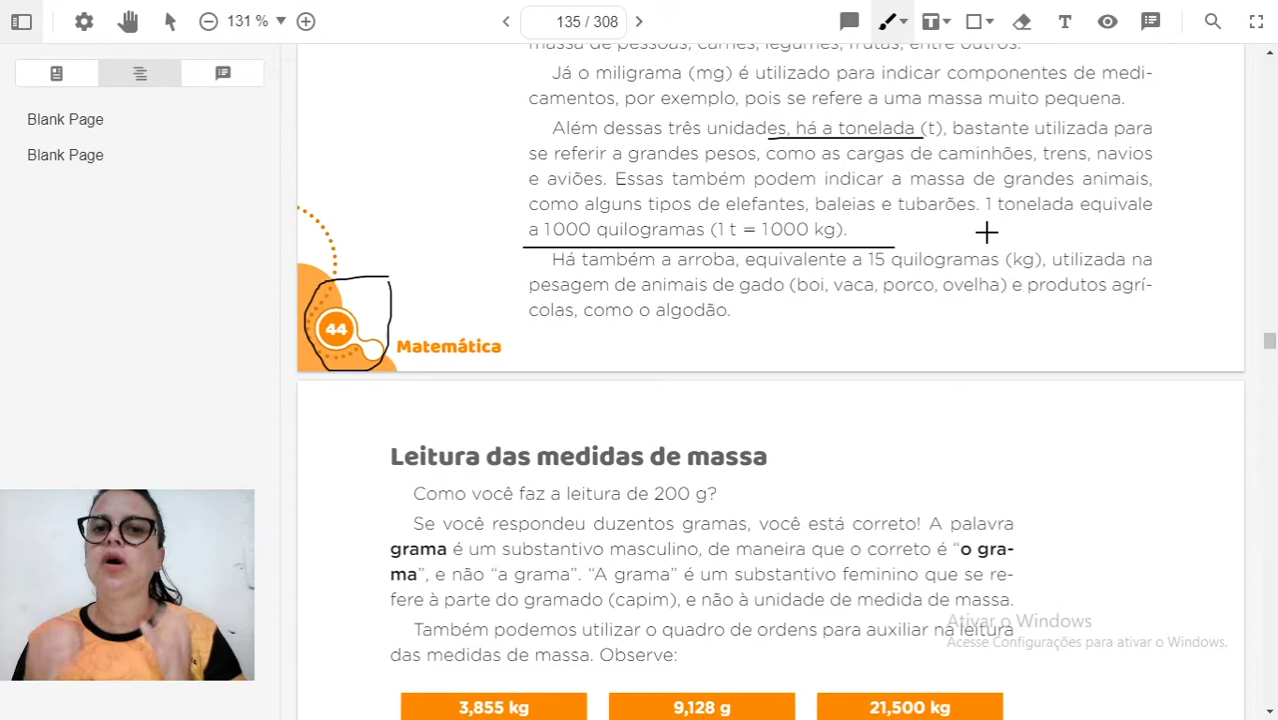 131 %
135 / 308
Blank Page
Blank Page
massa de pessoas, carnes, legumes, frutas, entre outros.
Já o miligrama (mg) é utilizado para indicar componentes de medi-
camentos, por exemplo, pois se refere a uma massa muito pequena.
Além dessas três unidades, há a tonelada (t), bastante utilizada para
se referir a grandes pesos, como as cargas de caminhões, trens, navios
e aviões. Essas também podem indicar a massa de grandes animais,
como alguns tipos de elefantes, baleias e tubarões. 1 tonelada equivale
a 1000 quilogramas (1 t = 1000 kg).
Há também a arroba, equivalente a 15 quilogramas (kg), utilizada na
pesagem de animais de gado (boi, vaca, porco, ovelha) e produtos agrí-
colas, como o algodão.
44
Matemática
Leitura das medidas de massa
Como você faz a leitura de 200 g?
Se você respondeu duzentos gramas, você está correto! A palavra
grama é um substantivo masculino, de maneira que o correto é “o gra-
ma”, e não “a grama”. “A grama” é um substantivo feminino que se re-
fere à parte do gramado (capim), e não à unidade de medida de massa.
Também podemos utilizar o quadro de ordens para auxiliar na leitura
das medidas de massa. Observe:
Ativar o Windows
Acesse Configurações para ativar o Windows.
3,855 kg
9,128 g
21,500 kg